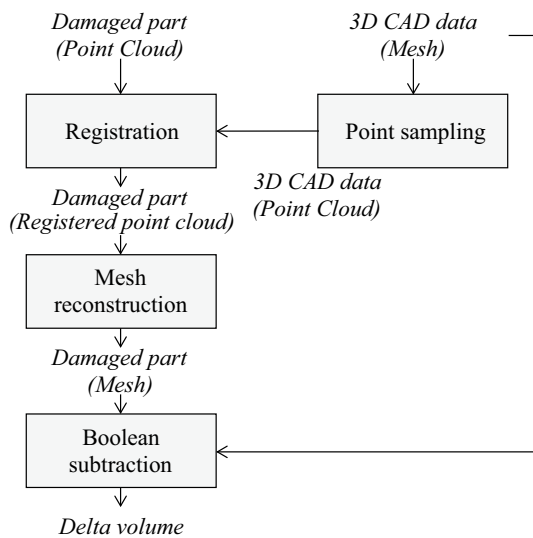 Damaged part
(Point Cloud)
3D CAD data
(Mesh)
Registration
Point sampling
3D CAD data
(Point Cloud)
Damaged part
(Registered point cloud)
Mesh
reconstruction
Damaged part
(Mesh)
Boolean
subtraction
Delta volume